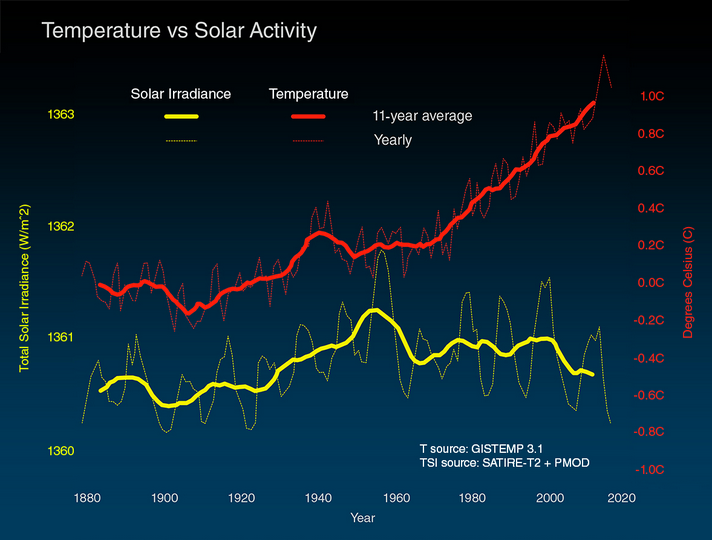 Temperature vs Solar Activity
Solar Irradiance Temperature
11-year average
Yearly
1363
1362
1361
1360
Total Solar Irradiance (W/m^2)
1.0C
0.8C
0.6C
0.4C
0.2C
0.0C
-0.2C
-0.4C
-0.6C
-0.8C
-1.0C
Degrees Celsius (C)
T source: GISTEMP 3.1
TSI source: SATIRE-T2 + PMOD
1880 1900 1920 1940 1960 1980 2000 2020
Year